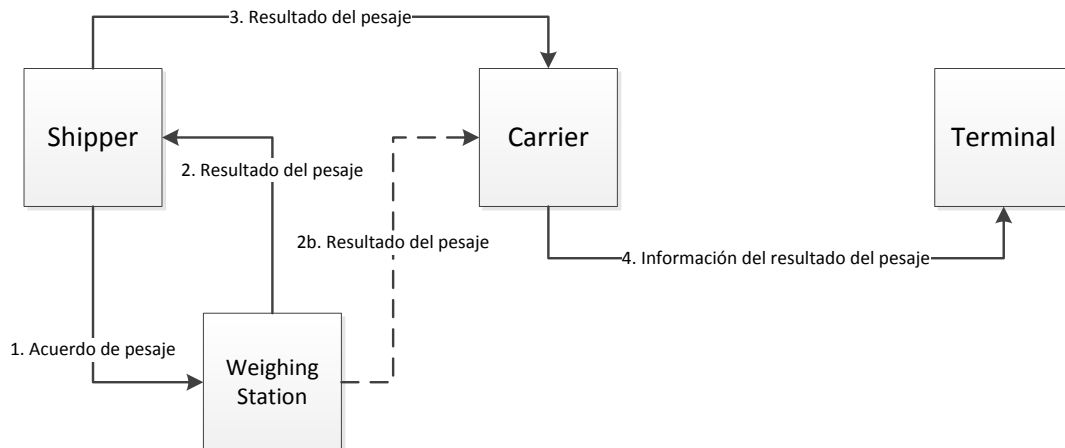 3. Resultado del pesaje
Shipper
Carrier
Terminal
2. Resultado del pesaje
2b. Resultado del pesaje
4. Información del resultado del pesaje
1. Acuerdo de pesaje
Weighing
Station